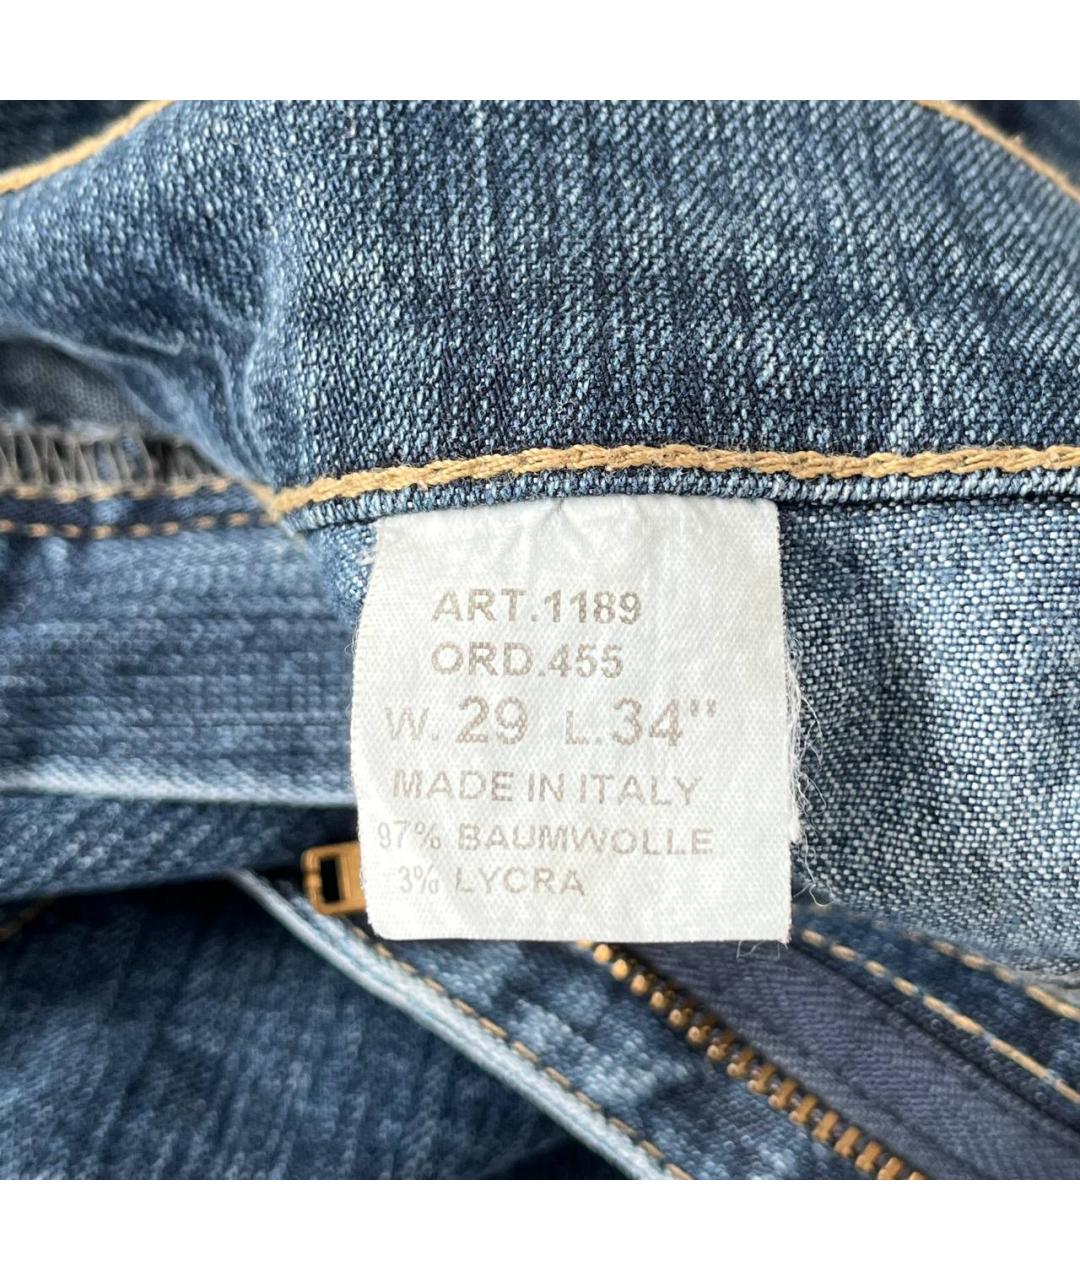 ART.1189
ORD.455
W. 29 L.34"
MADE IN ITALY
97% BAUMWOLLE
3% LYCRA